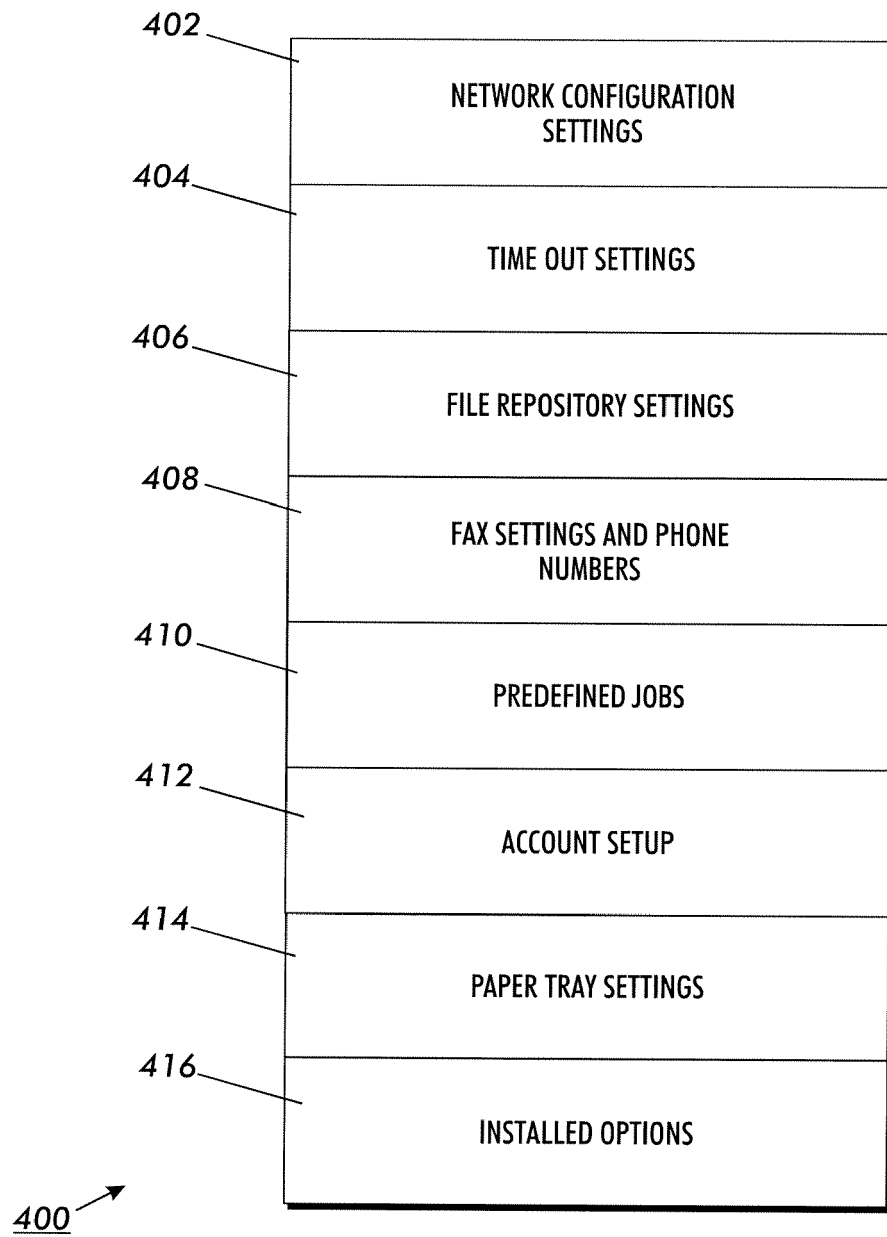 402
NETWORK CONFIGURATION
SETTINGS
404
TIME OUT SETTINGS
406
FILE REPOSITORY SETTINGS
408
FAX SETTINGS AND PHONE
NUMBERS
410
PREDEFINED JOBS
412
ACCOUNT SETUP
414
PAPER TRAY SETTINGS
416
INSTALLED OPTIONS
400